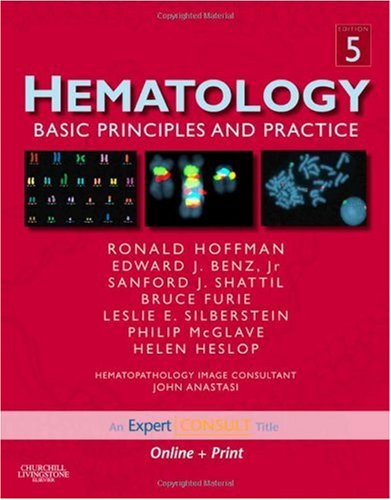 EDITION
5
HEMATOLOGY
BASIC PRINCIPLES AND PRACTICE
RONALD HOFFMAN
EDWARD J. BENZ, Jr
SANFORD J. SHATTIL
BRUCE FURIE
LESLIE E. SILBERSTEIN
PHILIP McGLAVE
HELEN HESLOP
HEMATOPATHOLOGY IMAGE CONSULTANT
JOHN ANASTASI
An Expert CONSULT Title
Online + Print
CHURCHILL
LIVINGSTONE
ELSEVIER